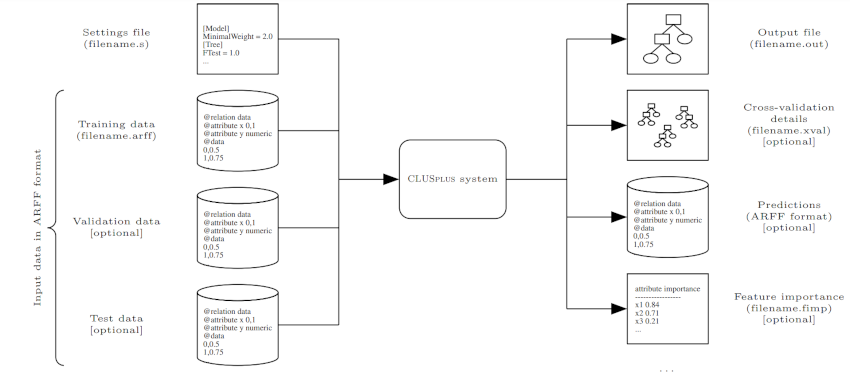 Settings file
(filename.s)
[Model]
MinimalWeight = 2.0
[Tree]
FTest = 1.0
...
Input data in ARFF format
Training data
(filename.arff)
@relation data
@attribute x 0,1
@attribute y numeric
@data
0,0.5
1,0.75
Validation data
[optional]
@relation data
@attribute x 0,1
@attribute y numeric
@data
0,0.5
1,0.75
Test data
[optional]
@relation data
@attribute x 0,1
@attribute y numeric
@data
0,0.5
1,0.75
CLUSPLUS system
Output file
(filename.out)
Cross-validation
details
(filename.xval)
[optional]
@relation data
@attribute x 0,1
@attribute y numeric
@data
0,0.5
1,0.75
Predictions
(ARFF format)
[optional]
attribute importance
-----------------
x1 0.84
x2 0.71
x3 0.21
...
Feature importance
(filename.fimp)
[optional]
...